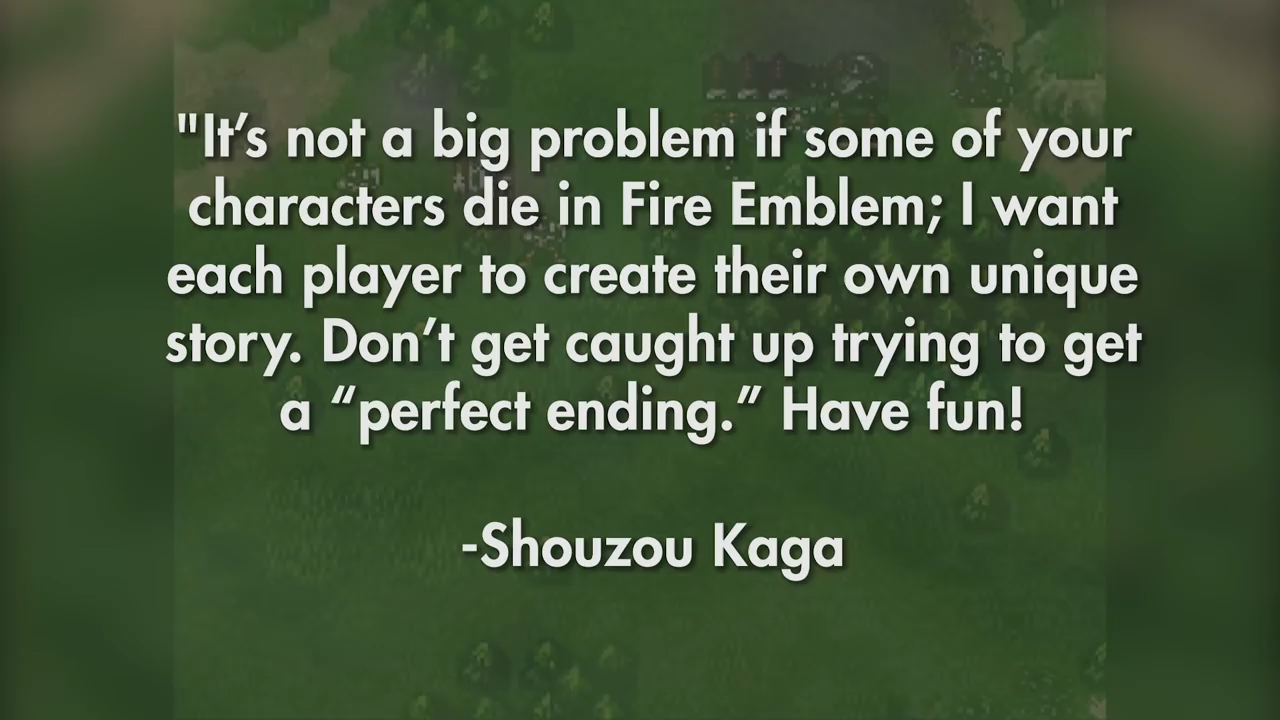 "It’s not a big problem if some of your
characters die in Fire Emblem; I want
each player to create their own unique
story. Don’t get caught up trying to get
a “perfect ending.” Have fun!
-Shouzou Kaga